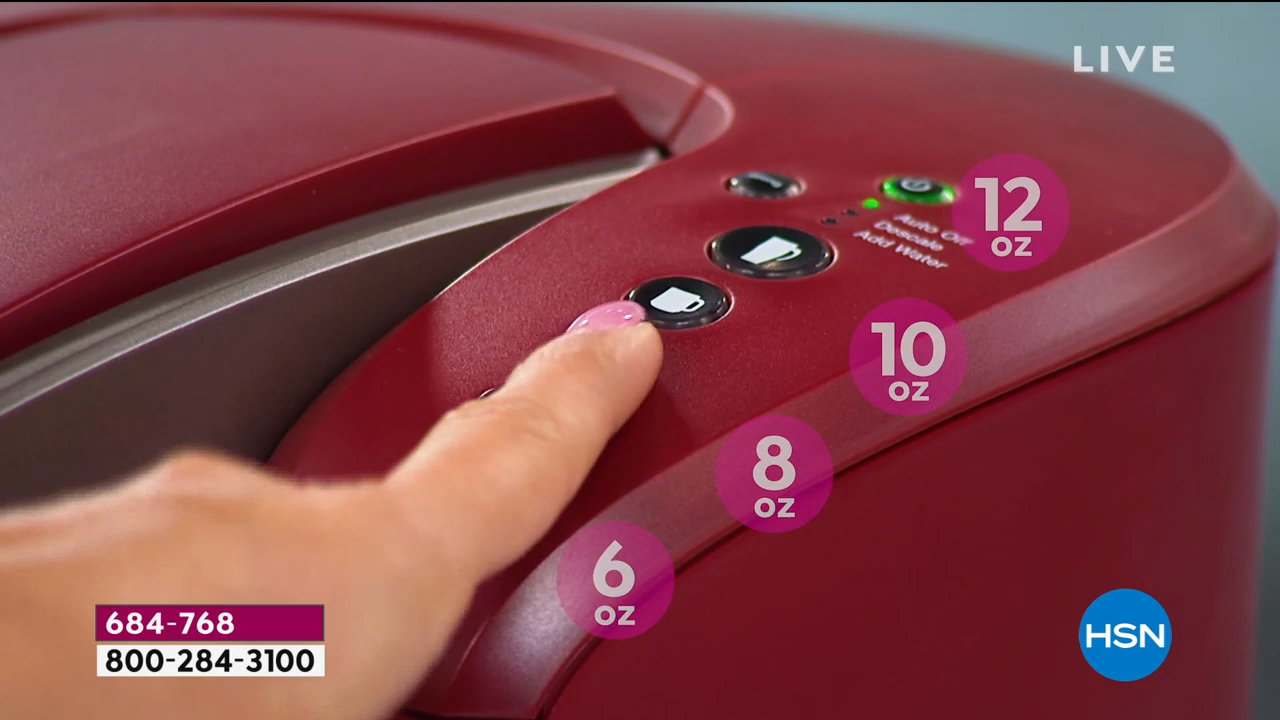 LIVE
12
OZ
Auto Off
Descale
Add Water
10
OZ
8
OZ
6
OZ
684-768
800-284-3100
HSN